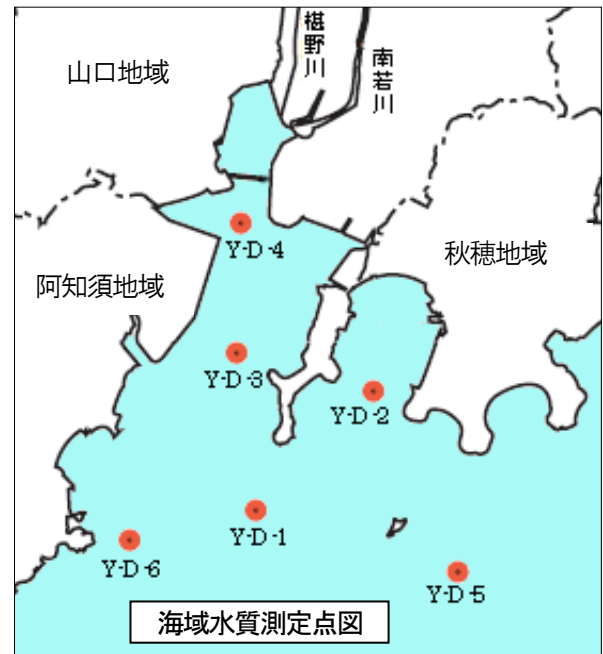 椹野川
南若川
山口地域
Y-D-4
秋穂地域
阿知須地域
Y-D-3
Y-D-2
Y-D-1
Y-D-6
Y-D-5
海域水質測定点図